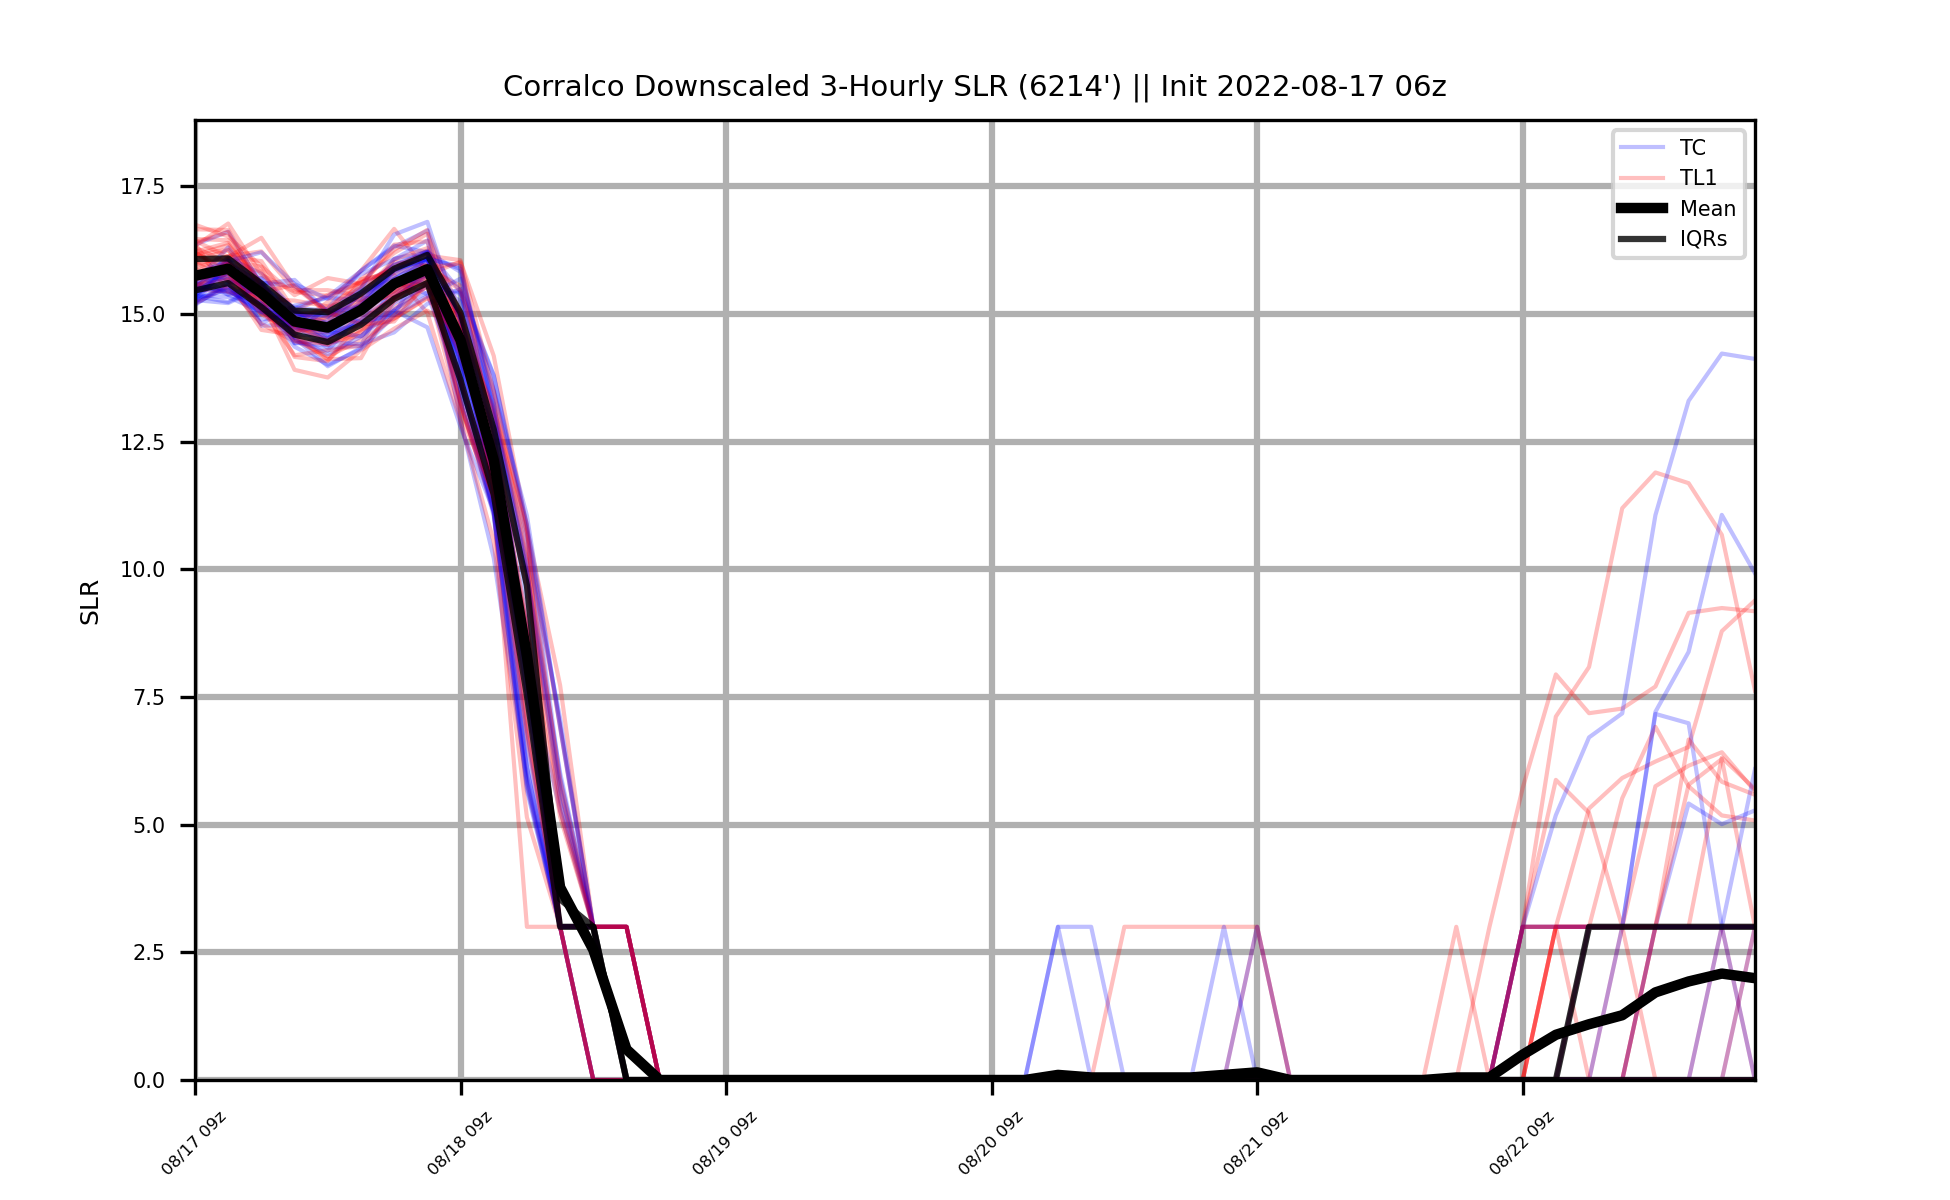 Corralco Downscaled 3-Hourly SLR (6214') || Init 2022-08-17 06z
TC
TL1
Mean
IQRs
SLR
17.5
15.0
12.5
10.0
7.5
5.0
2.5
0.0
08/17 09z
08/18 09z
08/19 09z
08/20 09z
08/21 09z
08/22 09z